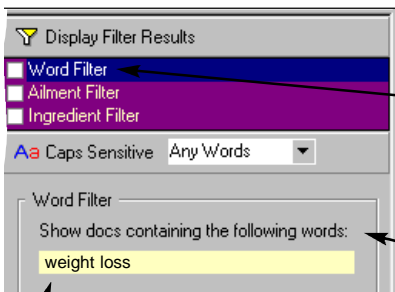 Display Filter Results
Word Filter
Ailment Filter
Ingredient Filter
Aa Caps Sensitive Any Words
Word Filter
Show docs containing the following words:
weight loss